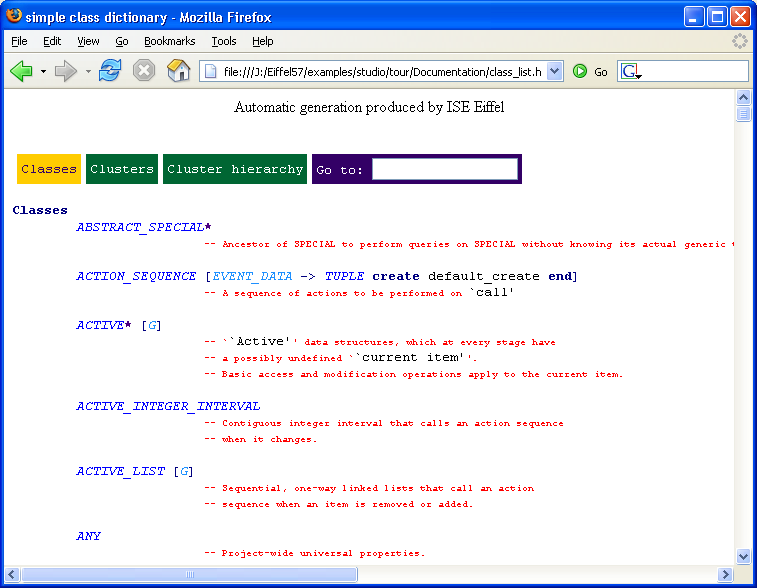 simple class dictionary - Mozilla Firefox
File Edit View Go Bookmarks Tools Help
file:///J:/Eiffel57/examples/studio/tour/Documentation/class_list.h Go G
Automatic generation produced by ISE Eiffel
Classes Clusters Cluster hierarchy Go to:
Classes
ABSTRACT_SPECIAL*
-- Ancestor of SPECIAL to perform queries on SPECIAL without knowing its actual generic
ACTION_SEQUENCE [EVENT_DATA -> TUPLE create default_create end]
-- A sequence of actions to be performed on `call'
ACTIVE* [G]
-- ``Active'' data structures, which at every stage have
-- a possibly undefined ``current item''.
-- Basic access and modification operations apply to the current item.
ACTIVE_INTEGER_INTERVAL
-- Contiguous integer interval that calls an action sequence
-- when it changes.
ACTIVE_LIST [G]
-- Sequential, one-way linked lists that call an action
-- sequence when an item is removed or added.
ANY
-- Project-wide universal properties.